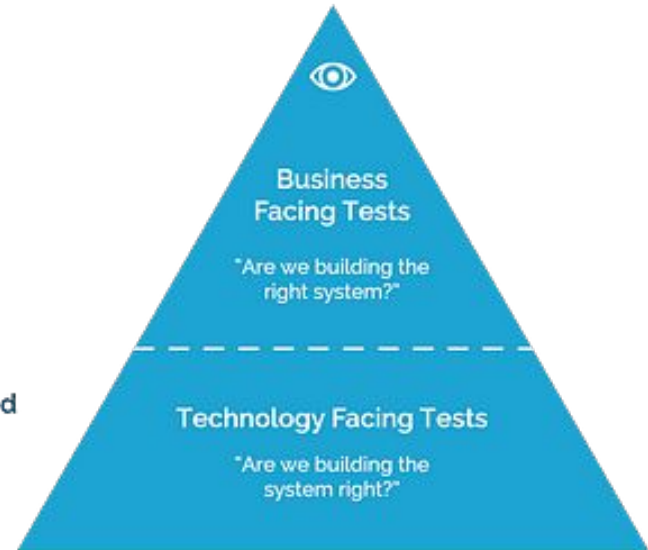 Business
Facing Tests
"Are we building the
right system?"
d
Technology Facing Tests
"Are we building the
system right?"